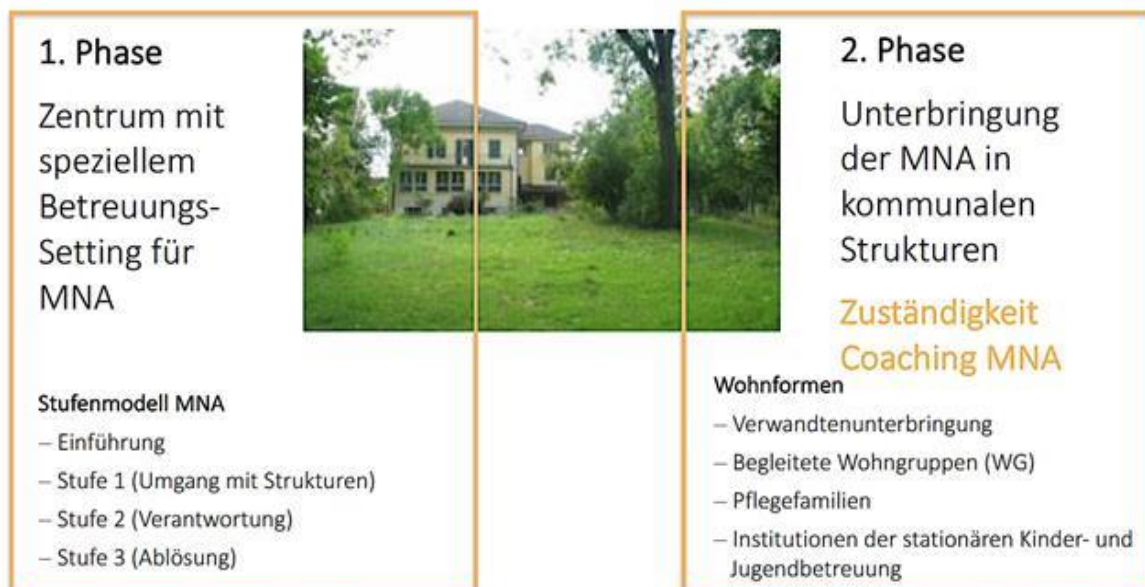 1. Phase
Zentrum mit
speziellem
Betreuungs-
Setting für
MNA
Stufenmodell MNA
– Einführung
– Stufe 1 (Umgang mit Strukturen)
– Stufe 2 (Verantwortung)
– Stufe 3 (Ablösung)
2. Phase
Unterbringung
der MNA in
kommunalen
Strukturen
Zuständigkeit
Coaching MNA
Wohnformen
– Verwandtenunterbringung
– Begleitete Wohngruppen (WG)
– Pflegefamilien
– Institutionen der stationären Kinder- und
Jugendbetreuung